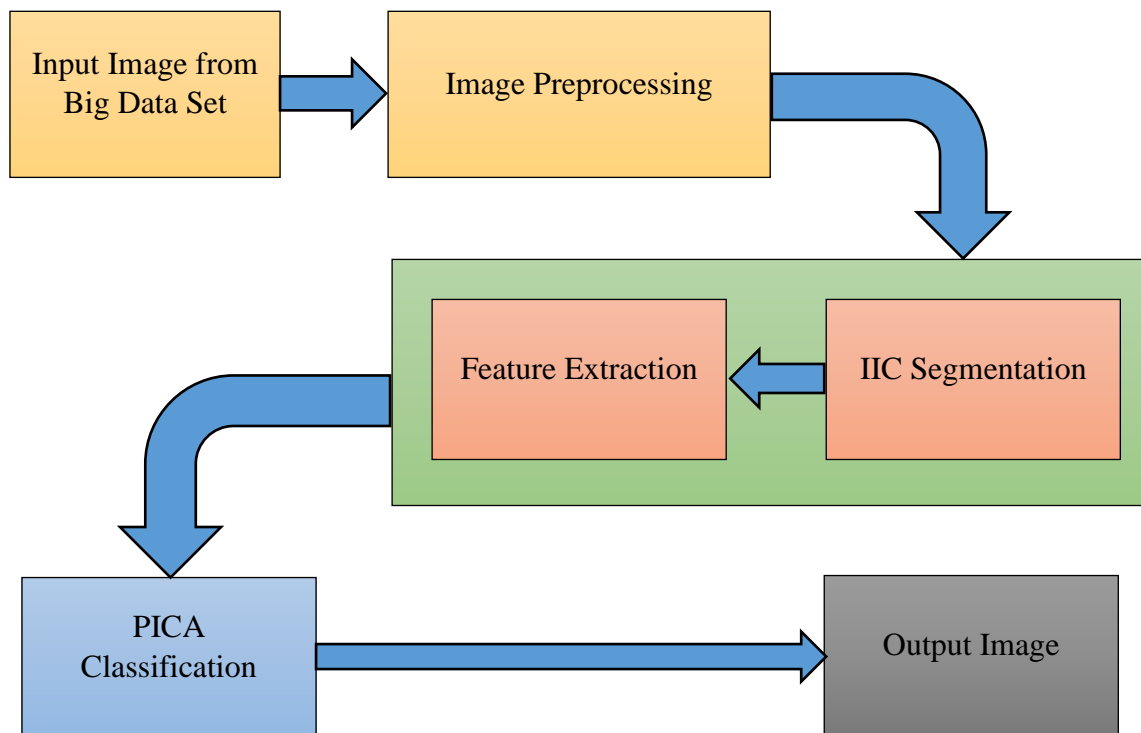 Input Image from
Big Data Set
Image Preprocessing
IIC Segmentation
Feature Extraction
PICA
Classification
Output Image